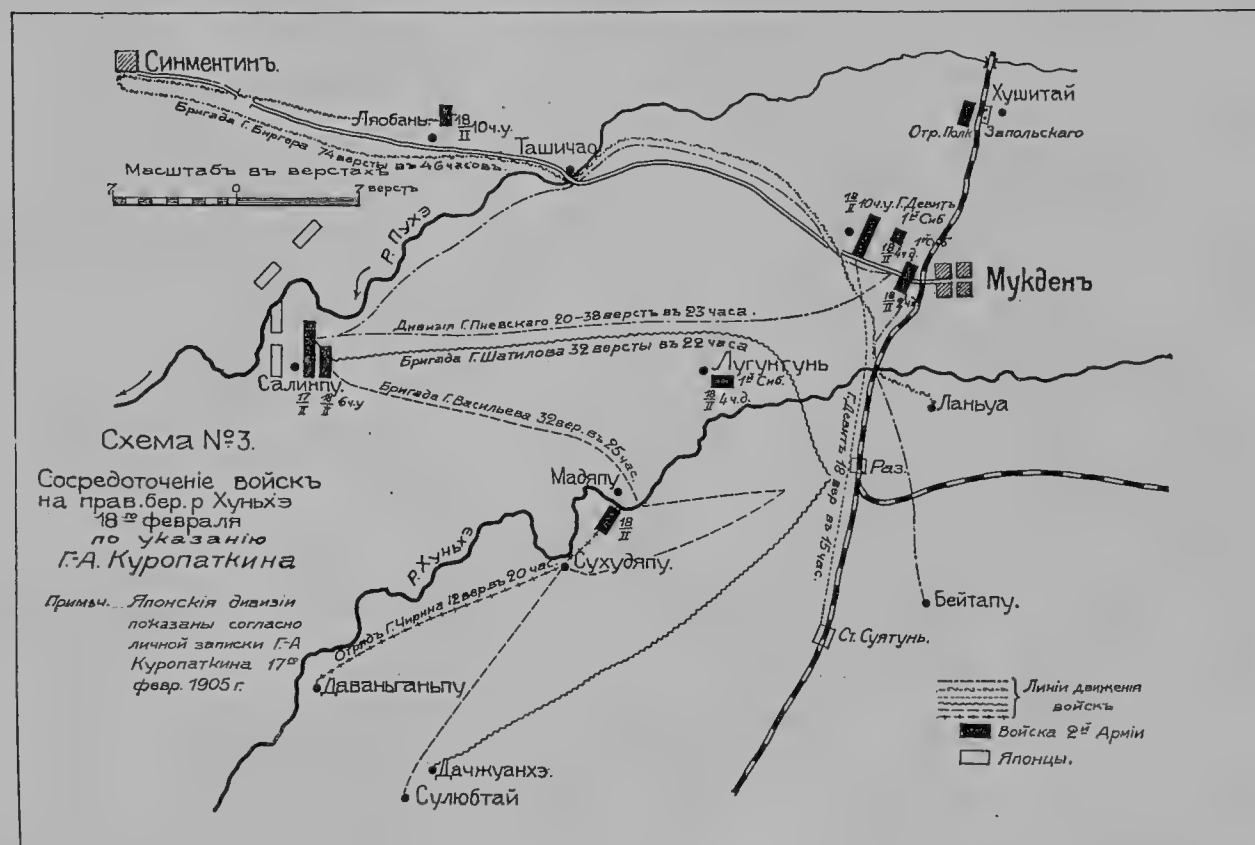 Синментинъ.
Хушитай
Ляобань.
18/II 10 ч.у.
Отр. Полк. Запольскаго
Бригада Г. Биргера 74 версты въ 46 часовъ.
Ташичао
Масштабъ въ верстахъ
7 0 7 верстъ
Р. Пухэ
18/II 10 ч.у. Г. Девитъ
1й Сиб
1й Сиб
18/II 4 ч.д.
18/II
Мукденъ
Дивизія Г. Пневскаго 20-38 верстъ въ 23 часа.
Бригада Г. Шатилова 32 версты въ 22 часа
Лугунтунь
1й Сиб.
18/II 4 ч.д.
Салинпу.
17/II
18/II 6 ч.у
Бригада Г. Васильева 32 вер. въ 25 час.
Ланьуа
Схема №3.
Г. Девитъ 18 вер въ 15 час.
Раз.
Сосредоточеніе войскъ
на прав. бер. р Хуньхэ
18го февраля
по указанію
Г.-А. Куропаткина
Мадяпу
18/II
Р. Хуньхэ
Сухудяпу.
Отрядъ Г. Чирина 12 вер въ 20 час.
Бейтапу.
Ст. Суятунь.
Примѣч. Японскія дивизіи
показаны согласно
личной записки Г.-А
Куропаткина 17го
февр. 1905 г.
Даваньганьпу
Линіи движенія
войскъ
Войска 2й Арміи
Японцы.
Дачжуанхэ.
Сулюбтай